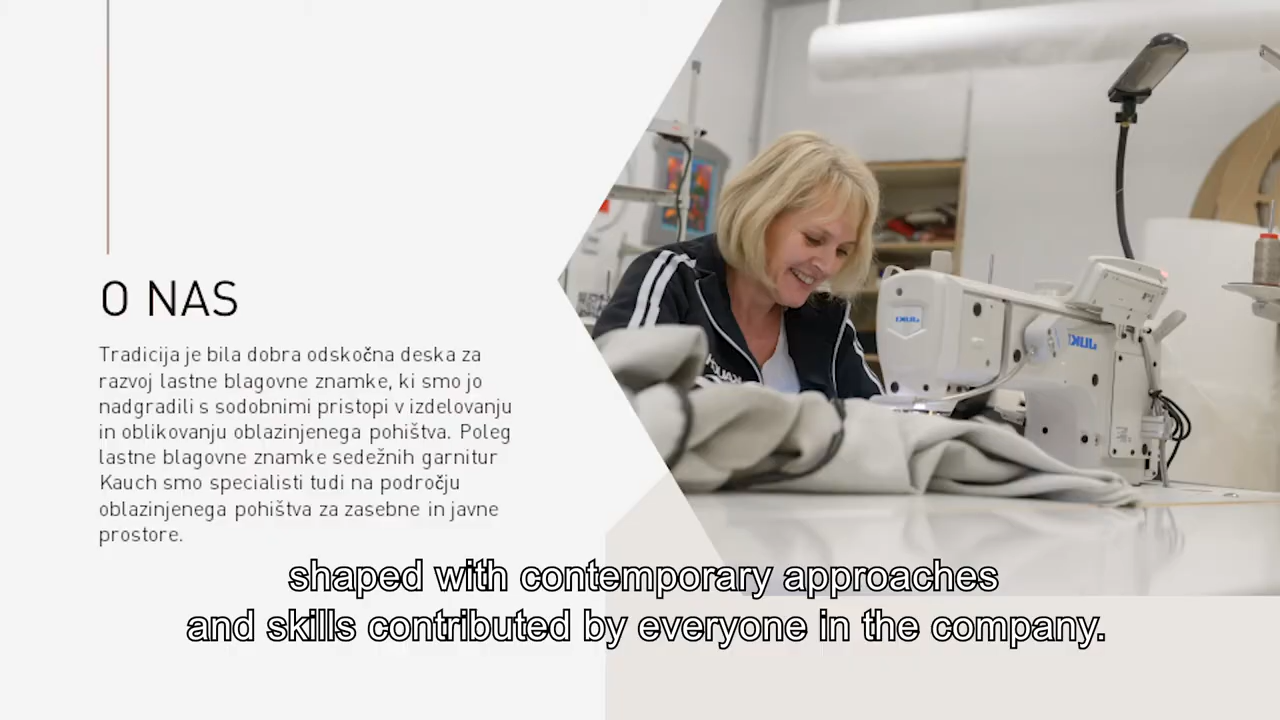 O NAS
Tradicija je bila dobra odskočna deska za
razvoj lastne blagovne znamke, ki smo jo
nadgradili s sodobnimi pristopi v izdelovanju
in oblikovanju oblazinjenega pohištva. Poleg
lastne blagovne znamke sedežnih garnitur
Kauch smo specialisti tudi na področju
oblazinjenega pohištva za zasebne in javne
prostore.
JUKI
JUKI
shaped with contemporary approaches
and skills contributed by everyone in the company.